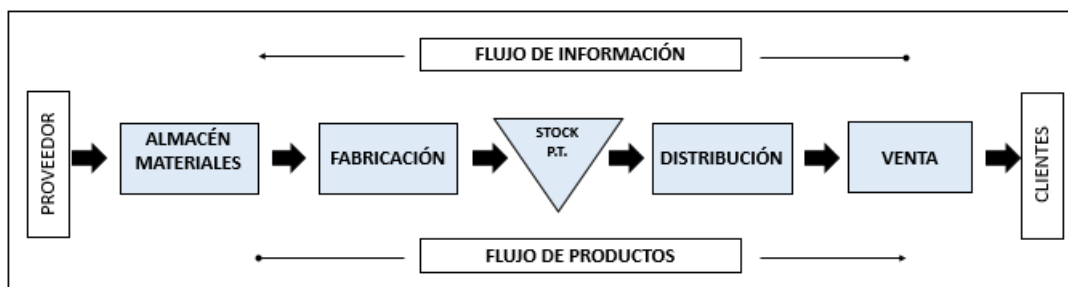 FLUJO DE INFORMACIÓN
PROVEEDOR
ALMACÉN
MATERIALES
FABRICACIÓN
STOCK
P.T.
DISTRIBUCIÓN
VENTA
CLIENTES
FLUJO DE PRODUCTOS